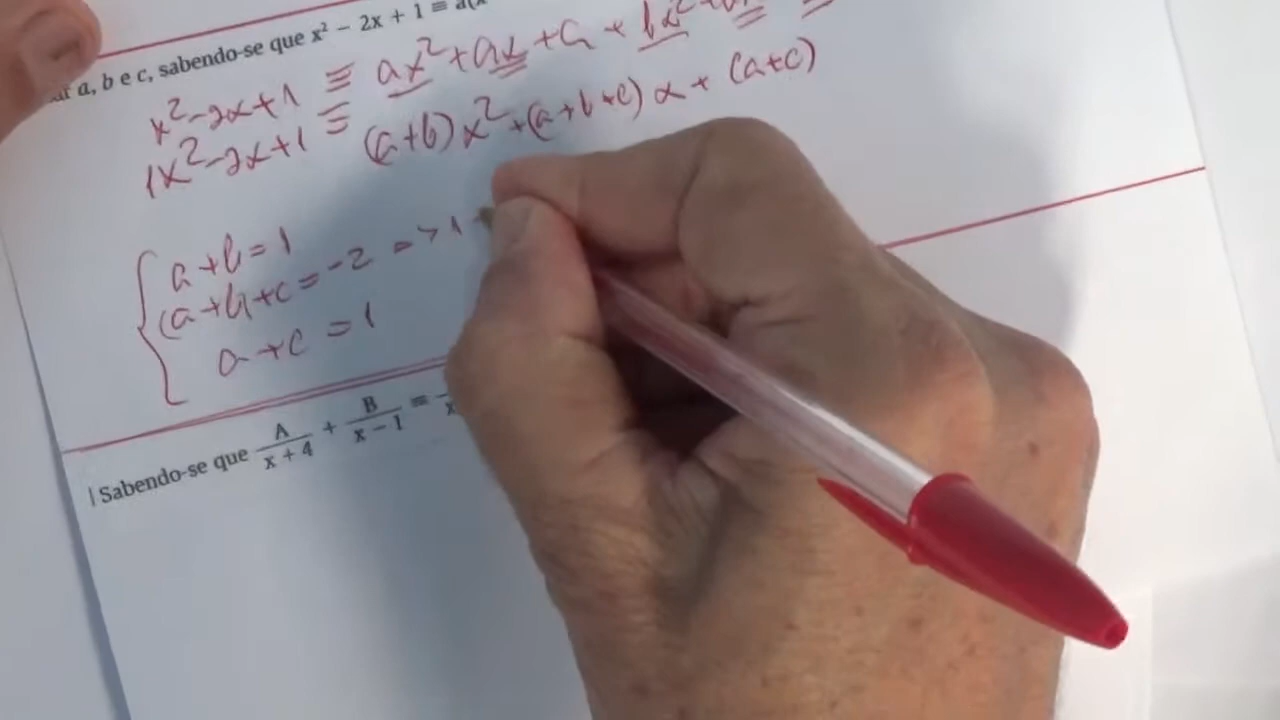 a, b e c, sabendo-se que x² − 2x + 1 ≡ a(x
x²-2x+1 ≡ ax²+ax+a+bx²+
1x²-2x+1 ≡ (a+b)x²+(a+b+c)x+(a+c)
a+b=1
(a+b+c=-2 => 1
a+c=1
| Sabendo-se que A/(x + 4) + B/(x − 1) ≡